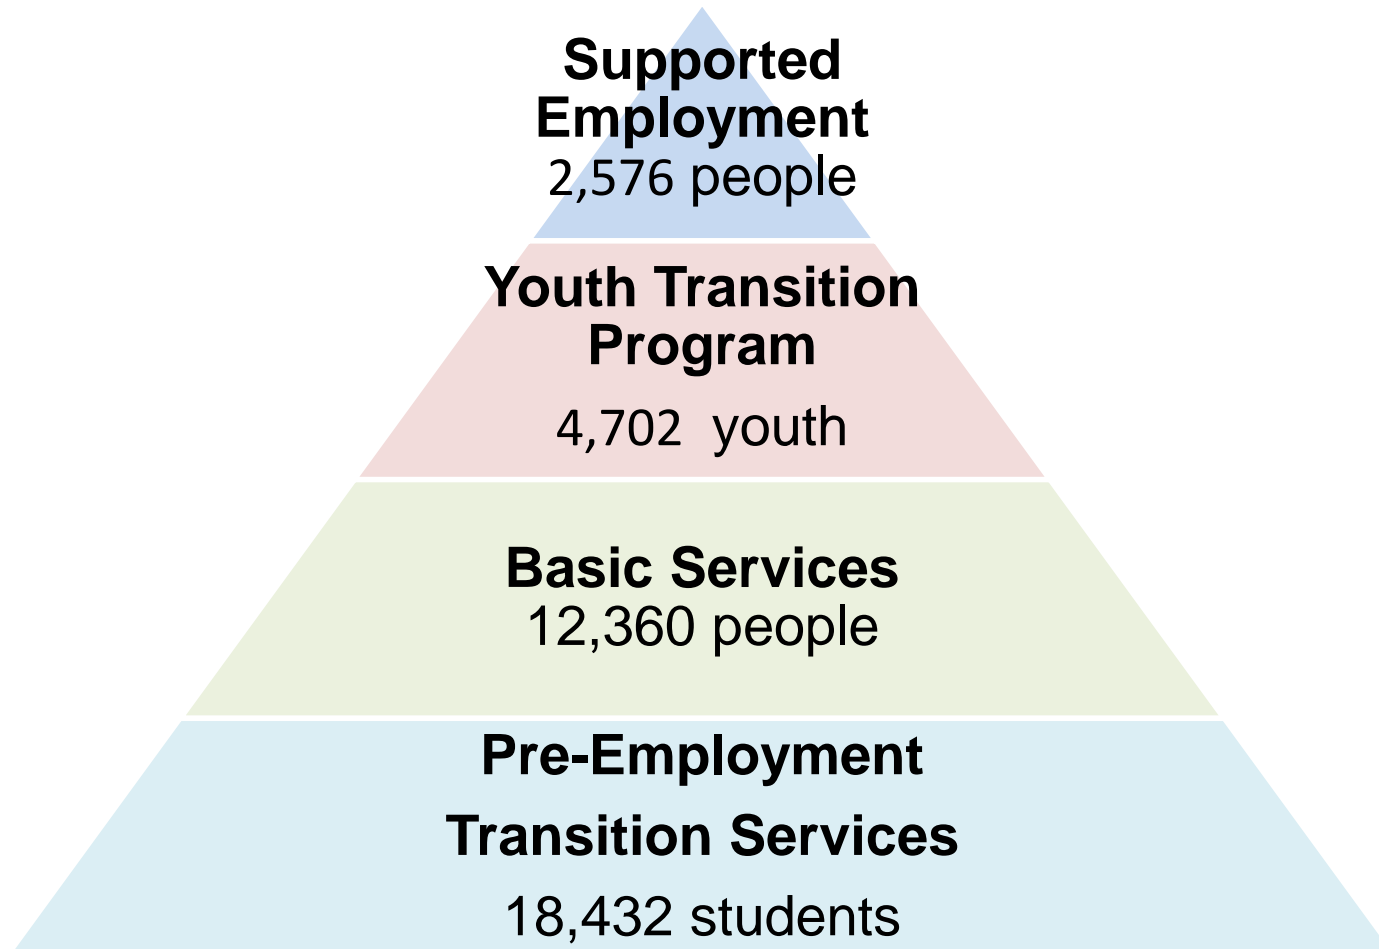 Supported
Employment
2,576 people
Youth Transition
Program
4,702 youth
Basic Services
12,360 people
Pre-Employment
Transition Services
18,432 students